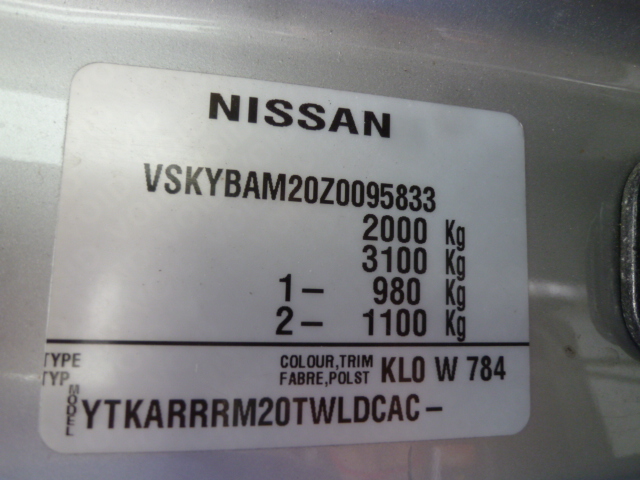 NISSAN
VSKYBAM20Z0095833
2000 Kg
3100 Kg
1- 980 Kg
2- 1100 Kg
TYPE COLOUR,TRIM KL0 W 784
TYP FABRE,POLST
MODEL YTKARRRM20TWLDCAC-